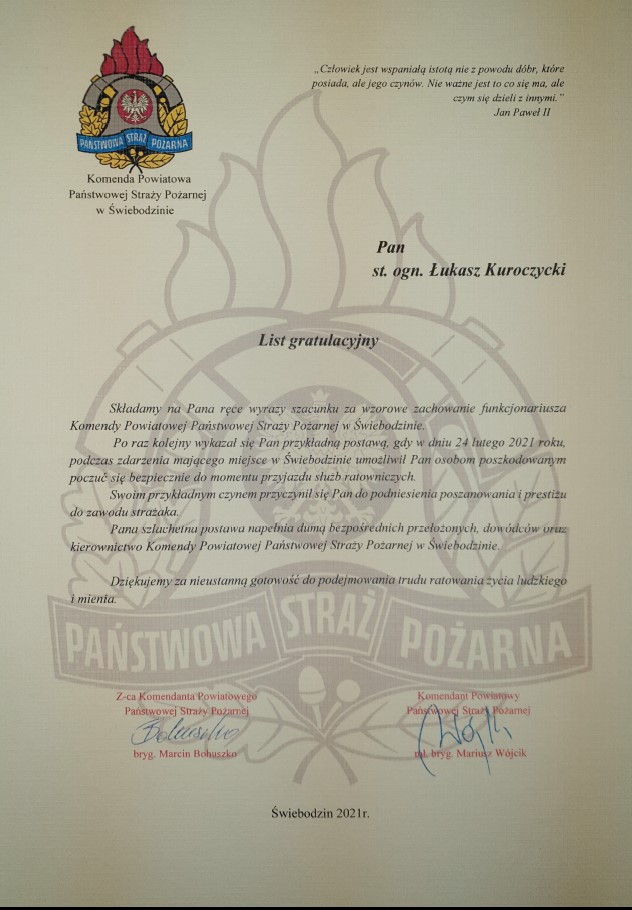 „Człowiek jest wspaniałą istotą nie z powodu dóbr, które
posiada, ale jego czynów. Nie ważne jest to co się ma, ale
czym się dzieli z innymi.”
Jan Paweł II
PAŃSTWOWA STRAŻ POŻARNA
Komenda Powiatowa
Państwowej Straży Pożarnej
w Świebodzinie
Pan
st. ogn. Łukasz Kuroczycki
List gratulacyjny
Składamy na Pana ręce wyrazy szacunku za wzorowe zachowanie funkcjonariusza
Komendy Powiatowej Państwowej Straży Pożarnej w Świebodzinie.
Po raz kolejny wykazał się Pan przykładną postawą, gdy w dniu 24 lutego 2021 roku,
podczas zdarzenia mającego miejsce w Świebodzinie umożliwił Pan osobom poszkodowanym
poczuć się bezpiecznie do momentu przyjazdu służb ratowniczych.
Swoim przykładnym czynem przyczynił się Pan do podniesienia poszanowania i prestiżu
do zawodu strażaka.
Pana szlachetna postawa napełnia dumą bezpośrednich przełożonych, dowódców oraz
kierownictwo Komendy Powiatowej Państwowej Straży Pożarnej w Świebodzinie.
Dziękujemy za nieustanną gotowość do podejmowania trudu ratowania życia ludzkiego
i mienia.
PAŃSTWOWA STRAŻ POŻARNA
Z-ca Komendanta Powiatowego
Państwowej Straży Pożarnej
bryg. Marcin Bohuszko
Komendant Powiatowy
Państwowej Straży Pożarnej
mł. bryg. Mariusz Wójcik
Świebodzin 2021r.